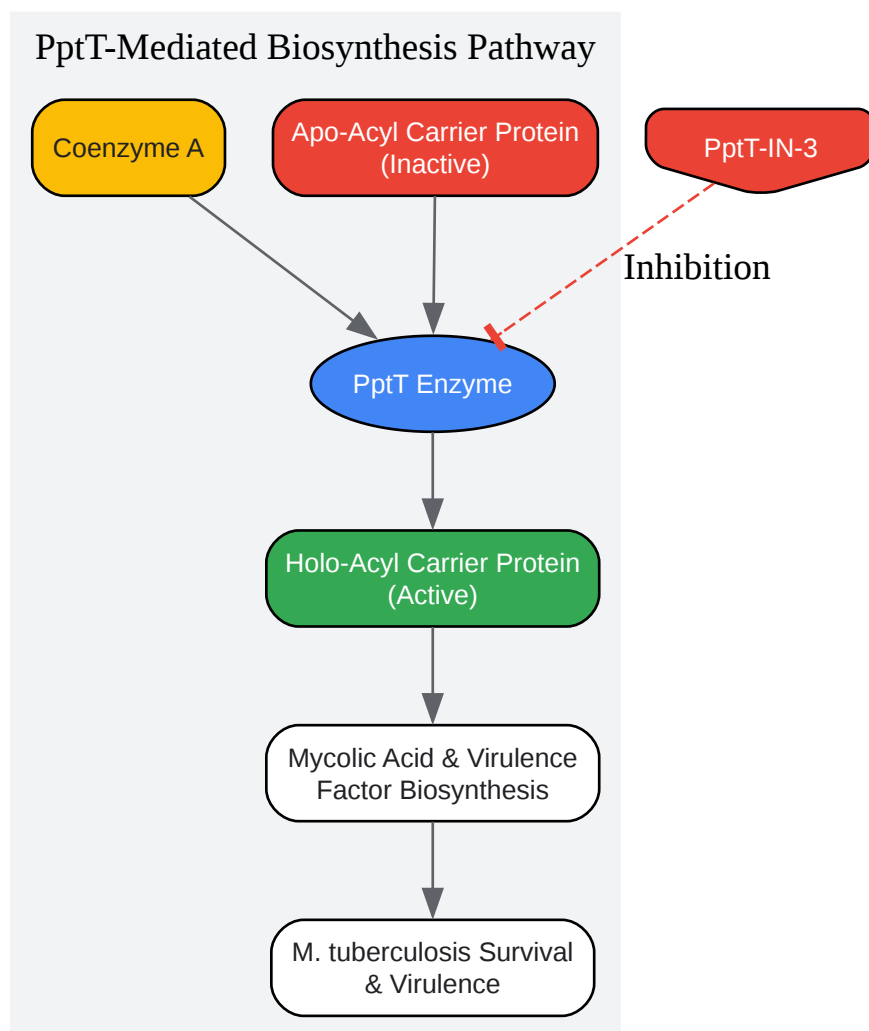 PptT-Mediated Biosynthesis Pathway
Coenzyme A
Apo-Acyl Carrier Protein
(Inactive)
PptT-IN-3
Inhibition
PptT Enzyme
Holo-Acyl Carrier Protein
(Active)
Mycolic Acid & Virulence
Factor Biosynthesis
M. tuberculosis Survival
& Virulence